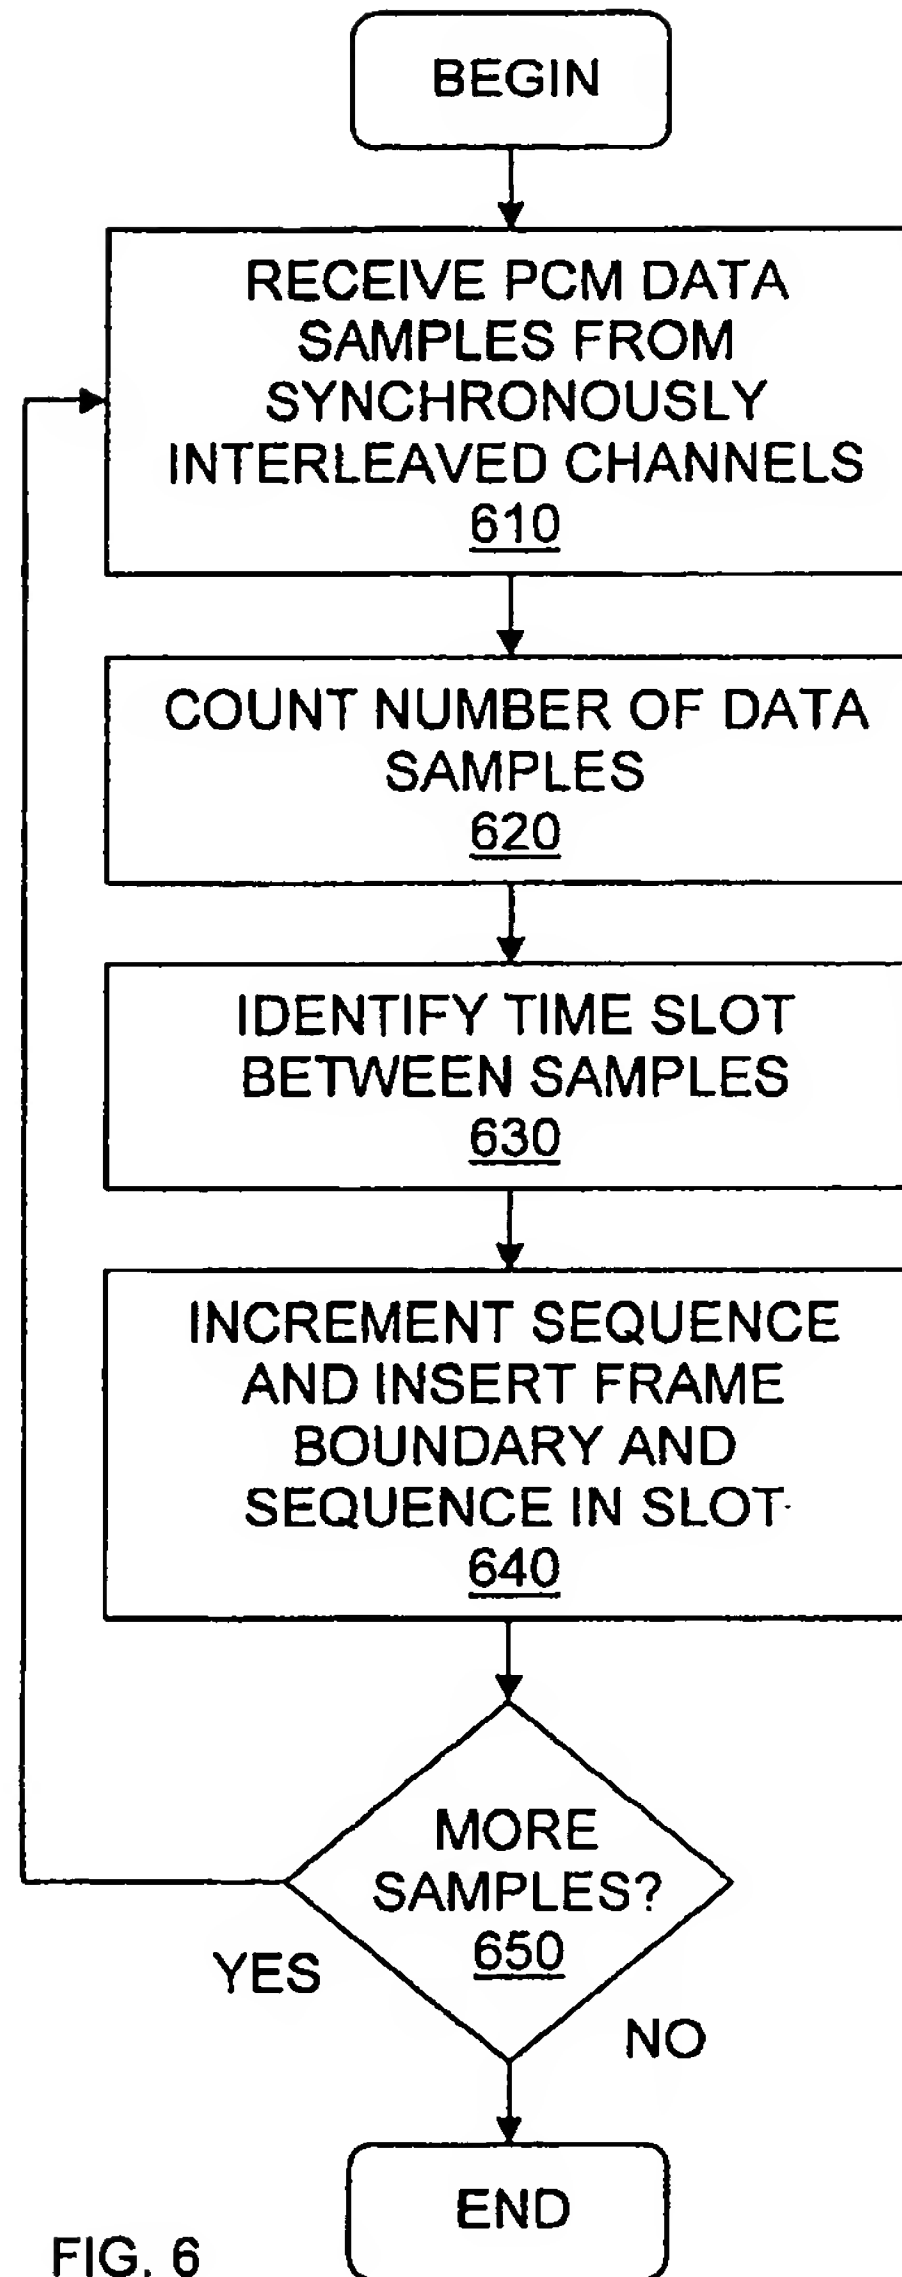 BEGIN
RECEIVE PCM DATA
SAMPLES FROM
SYNCHRONOUSLY
INTERLEAVED CHANNELS
610
COUNT NUMBER OF DATA
SAMPLES
620
IDENTIFY TIME SLOT
BETWEEN SAMPLES
630
INCREMENT SEQUENCE
AND INSERT FRAME
BOUNDARY AND
SEQUENCE IN SLOT
640
MORE
SAMPLES?
650
YES
NO
END
FIG. 6